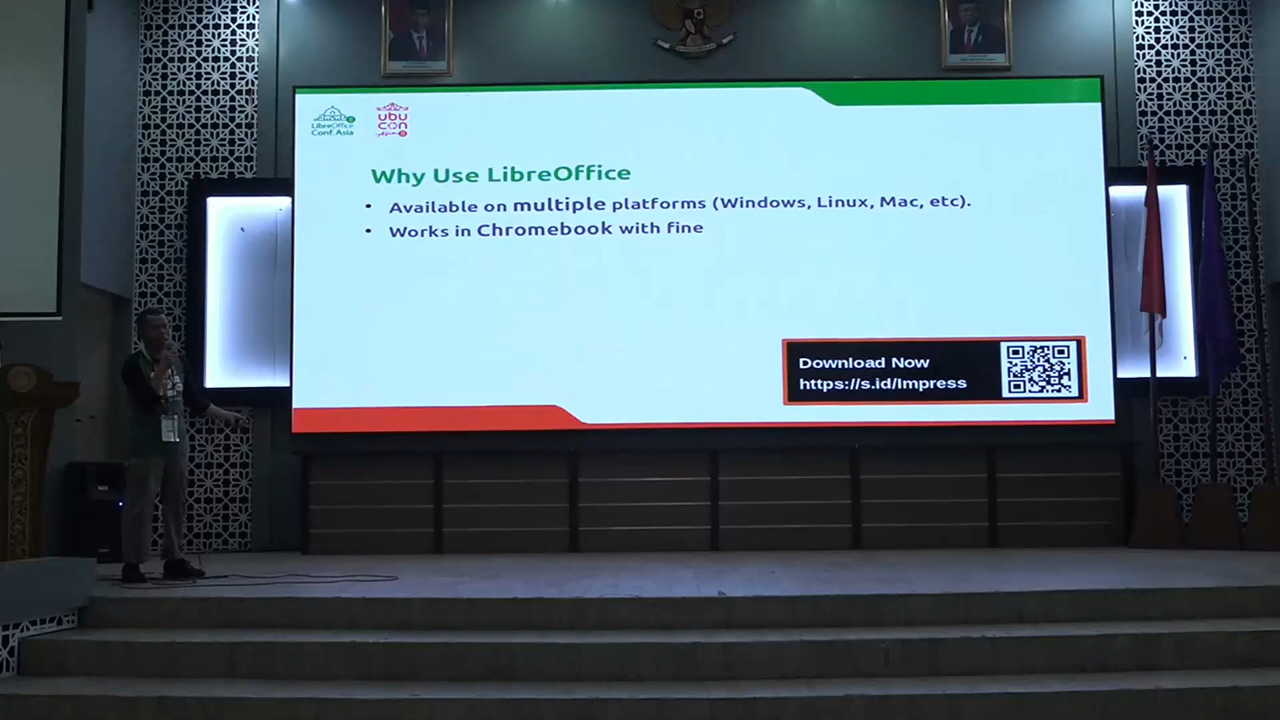 LibreOffice
Conf.Asia
ubu
con
Asia
Why Use LibreOffice
• Available on multiple platforms (Windows, Linux, Mac, etc).
• Works in Chromebook with fine
Download Now
https://s.id/Impress